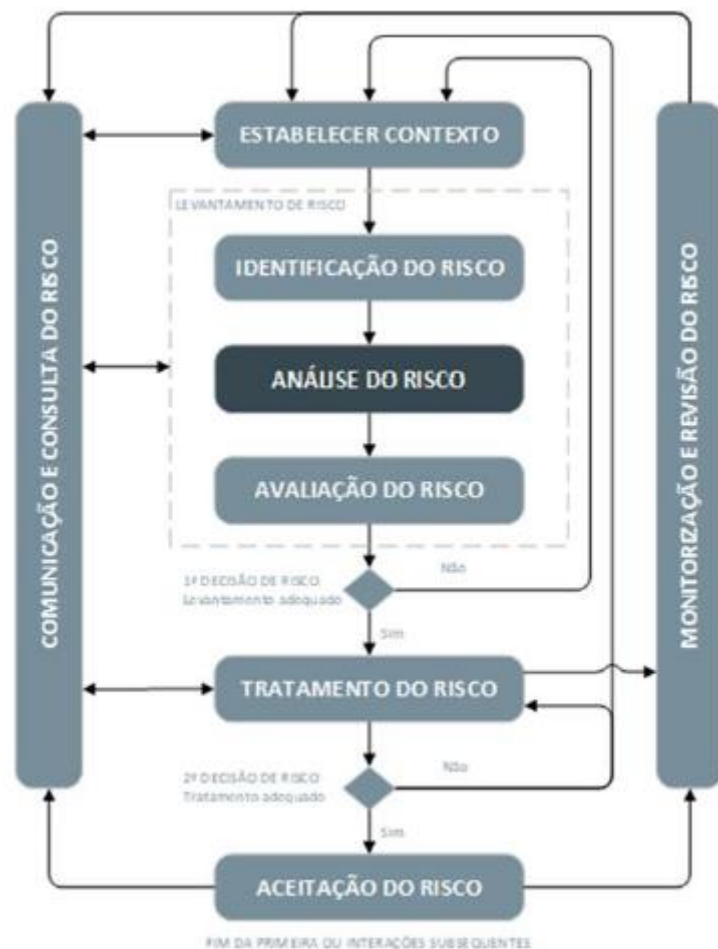 ESTABELECER CONTEXTO
LEVANTAMENTO DE RISCO
IDENTIFICAÇÃO DO RISCO
ANÁLISE DO RISCO
AVALIAÇÃO DO RISCO
1ª DECISÃO DE RISCO
Levantamento adequado
Não
Sim
TRATAMENTO DO RISCO
2ª DECISÃO DE RISCO
Tratamento adequado
Não
Sim
ACEITAÇÃO DO RISCO
FIM DA PRIMEIRA OU INTERAÇÕES SUBSEQUENTES
COMUNICAÇÃO E CONSULTA DO RISCO
MONITORIZAÇÃO E REVISÃO DO RISCO